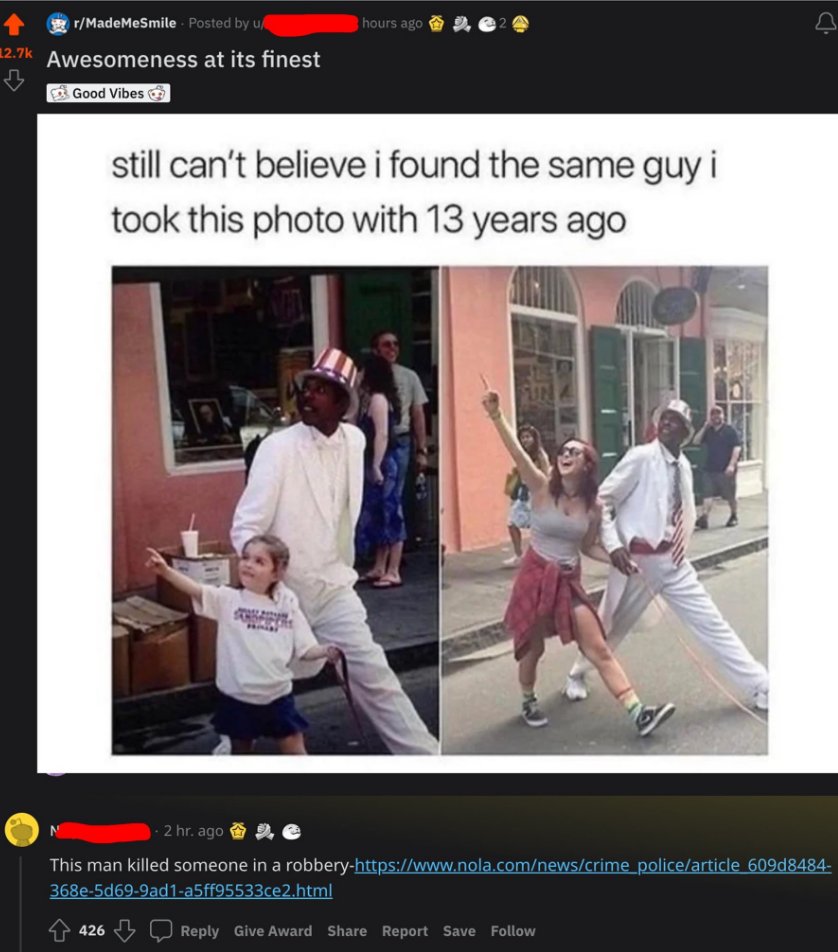 r/MadeMeSmile · Posted by u/ hours ago 2
12.7k
Awesomeness at its finest
Good Vibes
still can't believe i found the same guy i
took this photo with 13 years ago
N · 2 hr. ago
This man killed someone in a robbery-https://www.nola.com/news/crime_police/article_609d8484-
368e-5d69-9ad1-a5ff95533ce2.html
426 Reply Give Award Share Report Save Follow